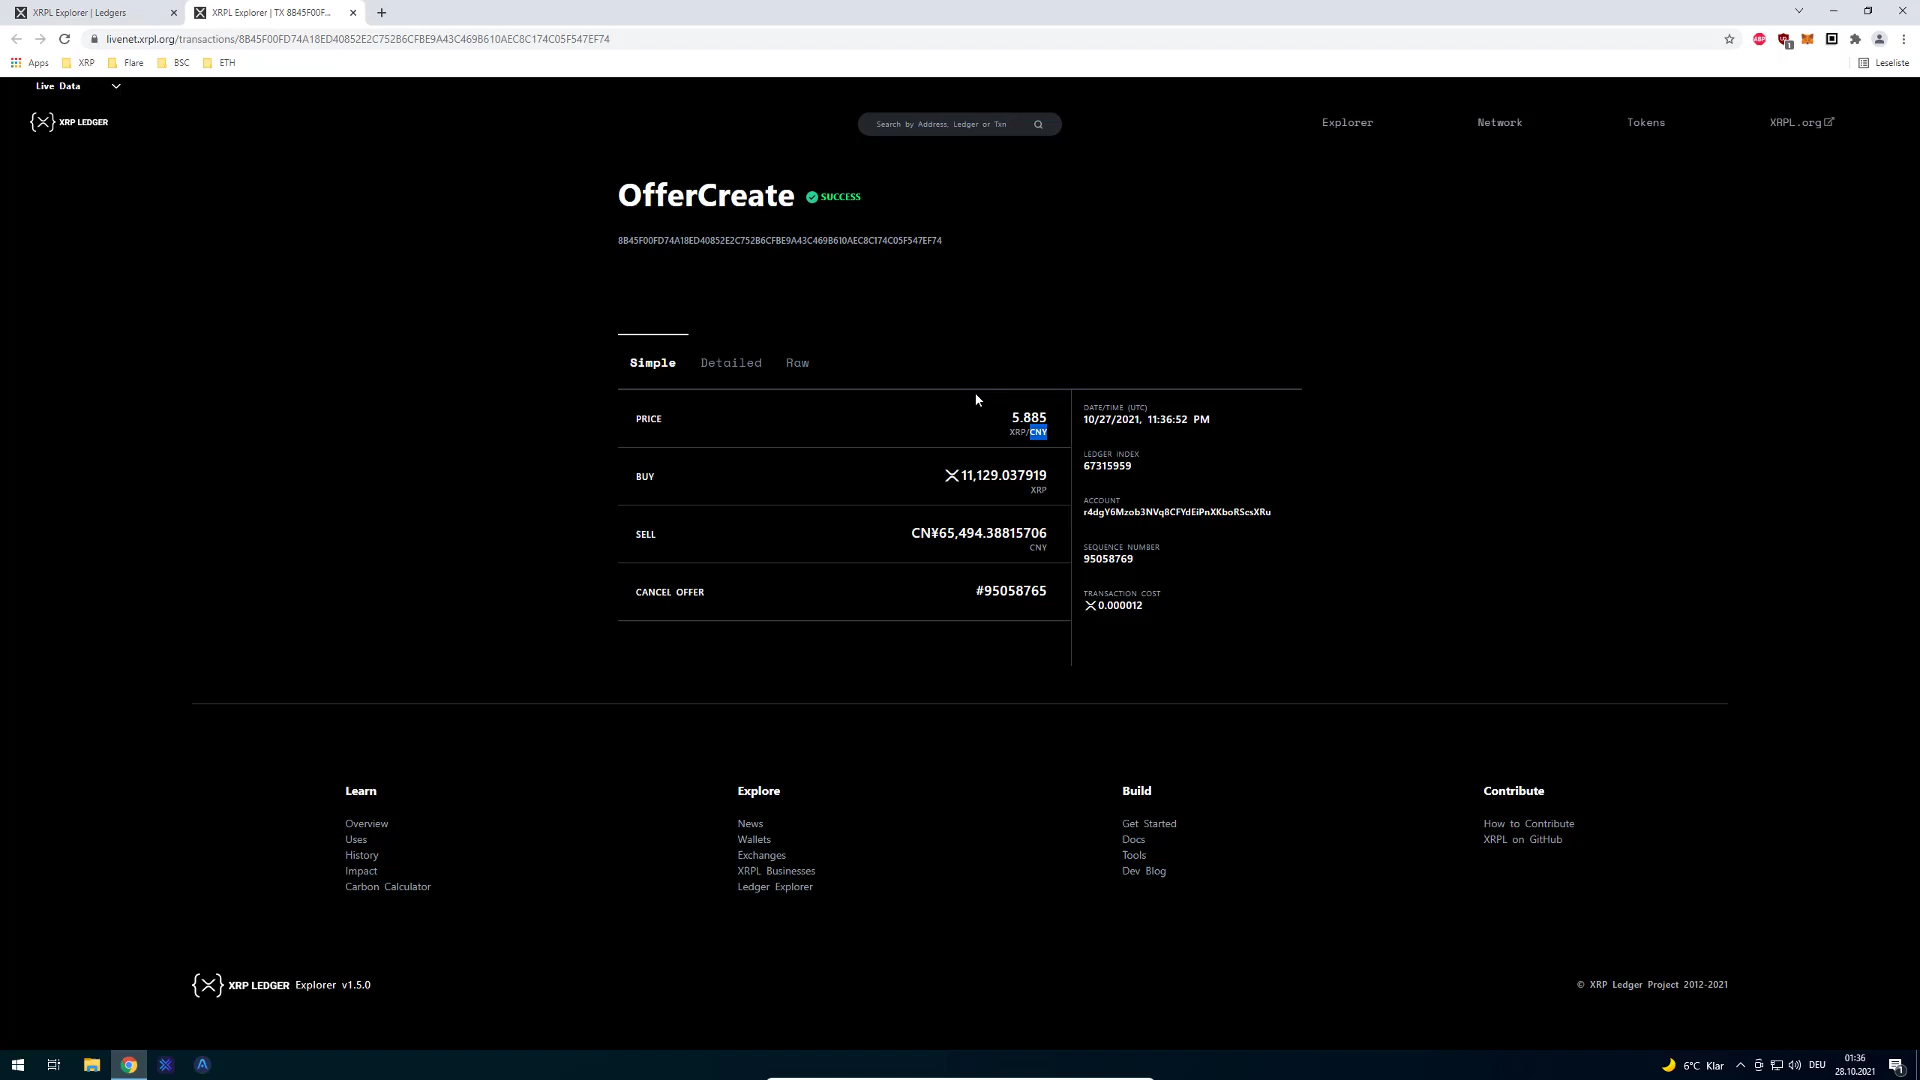 XRPL Explorer | Ledgers
XRPL Explorer | TX 8B45F00F...
livenet.xrpl.org/transactions/8B45F00FD74A18ED40852E2C752B6CFBE9A43C469B610AEC8C174C05F547EF74
Apps XRP Flare BSC ETH
Leseliste
Live Data
XRP LEDGER
Search by Address, Ledger or Txn
Explorer
Network
Tokens
XRPL.org
OfferCreate SUCCESS
8B45F00FD74A18ED40852E2C752B6CFBE9A43C469B610AEC8C174C05F547EF74
Simple Detailed Raw
PRICE
5.885
XRP/CNY
BUY
11,129.037919
XRP
SELL
CN¥65,494.38815706
CNY
CANCEL OFFER
#95058765
DATE/TIME (UTC)
10/27/2021, 11:36:52 PM
LEDGER INDEX
67315959
ACCOUNT
r4dgY6Mzob3NVq8CFYdEiPnXKboRScsXRu
SEQUENCE NUMBER
95058769
TRANSACTION COST
0.000012
Learn
Overview
Uses
History
Impact
Carbon Calculator
Explore
News
Wallets
Exchanges
XRPL Businesses
Ledger Explorer
Build
Get Started
Docs
Tools
Dev Blog
Contribute
How to Contribute
XRPL on GitHub
XRP LEDGER Explorer v1.5.0
© XRP Ledger Project 2012-2021
6°C Klar
DEU
01:36
28.10.2021